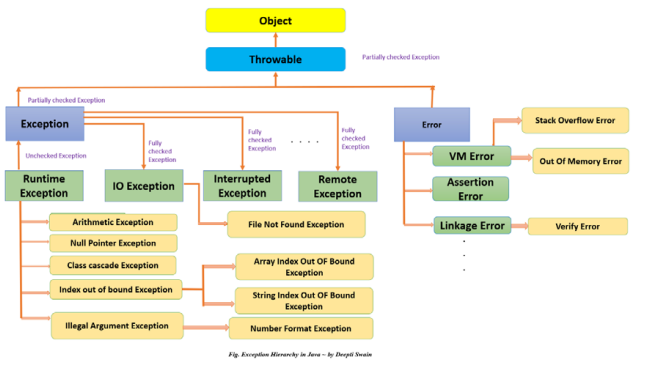 Object
Throwable
Partially checked Exception
Partially checked Exception
Exception
Error
Stack Overflow Error
Fully
checked
Exception
Fully
checked
Exception
. . . .
Fully
checked
Exception
Unchecked Exception
VM Error
Out Of Memory Error
Runtime
Exception
IO Exception
Interrupted
Exception
Remote
Exception
Assertion
Error
Arithmetic Exception
File Not Found Exception
Linkage Error
Verify Error
Null Pointer Exception
Class cascade Exception
Array Index Out OF Bound
Exception
Index out of bound Exception
String Index Out OF Bound
Exception
Illegal Argument Exception
Number Format Exception
Fig. Exception Hierarchy in Java – by Deepti Swain